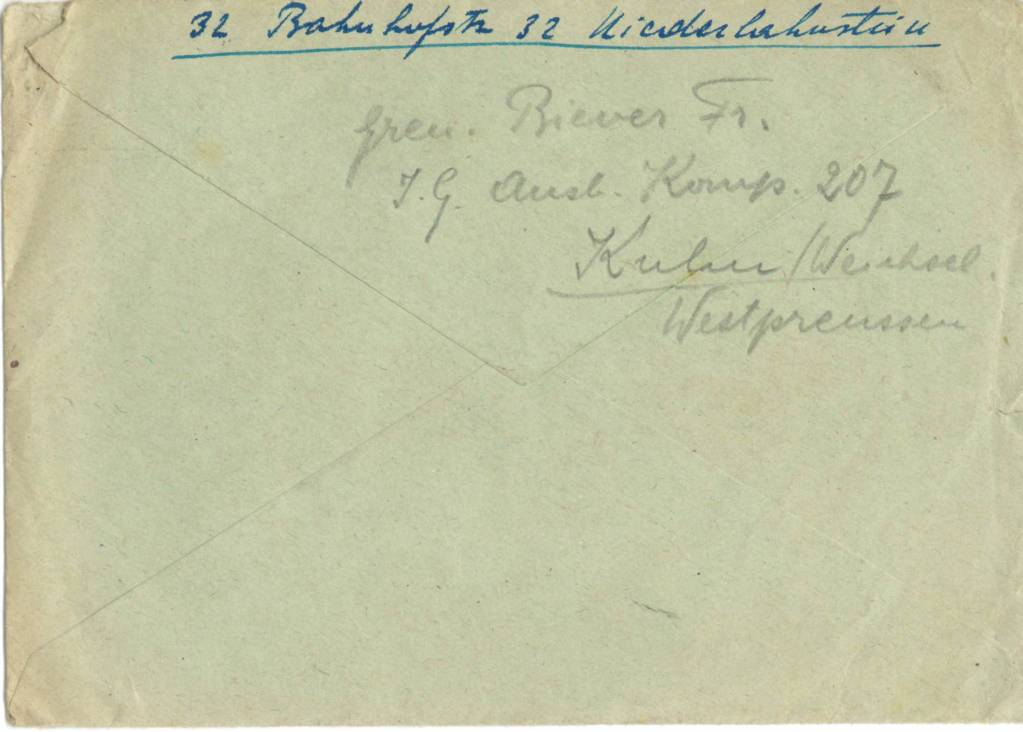 32 Bahnhofstr 32 Niederlahnstein
Gren. Biever Fr.
J.G. Ausb. Komp. 207
Kulm/Weichsel.
Westpreussen